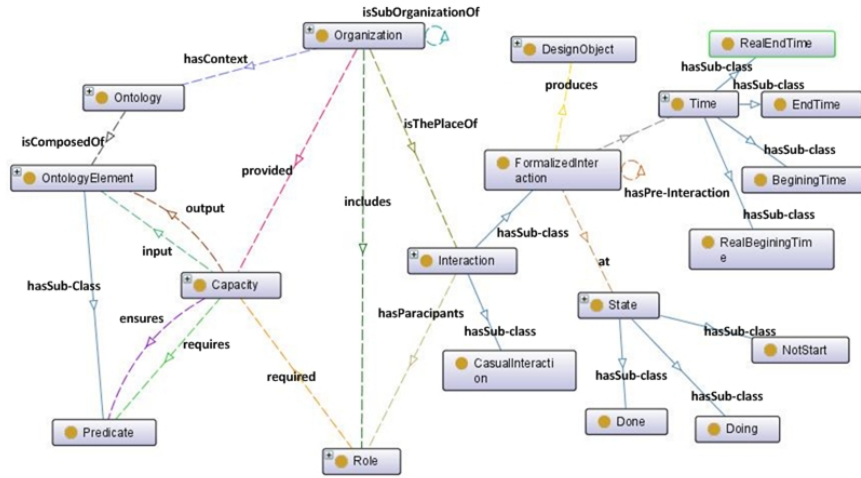 isSubOrganizationOf
Organization
DesignObject
RealEndTime
hasContext
hasSub-class
hasSub-class
Ontology
produces
Time
EndTime
isComposedOf
isThePlaceOf
hasSub-class
OntologyElement
FormalizedInter
action
provided
hasPre-Interaction
BeginingTime
output
includes
hasSub-class
input
hasSub-class
RealBeginingTim
e
Interaction
at
hasSub-Class
Capacity
State
ensures
hasParacipants
hasSub-class
hasSub-class
requires
NotStart
CasualInteracti
on
hasSub-class
hasSub-class
required
Predicate
Done
Doing
Role